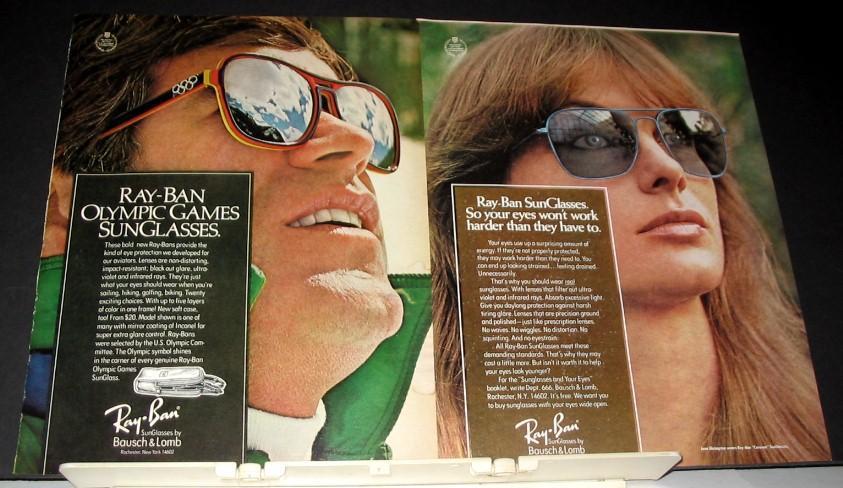 RAY-BAN
OLYMPIC GAMES
SUNGLASSES.
These bold new Ray-Bans provide the
kind of eye protection we developed for
our aviators. Lenses are non-distorting,
impact-resistant; black out glare, ultra-
violet and infrared rays. They're just
what your eyes should wear when you're
sailing, hiking, golfing, biking. Twenty
exciting choices. With up to five layers
of color in one frame! New soft case,
too! From $20. Model shown is one of
many with mirror coating of Inconel for
super extra glare control. Ray-Bans
were selected by the U.S. Olympic Com-
mittee. The Olympic symbol shines
in the corner of every genuine Ray-Ban
Olympic Games
SunGlass.
Ray-Ban
SunGlasses by
Bausch & Lomb
Rochester, New York 14602
Ray-Ban SunGlasses.
So your eyes won't work
harder than they have to.
Your eyes use up a surprising amount of
energy. If they're not properly protected,
they may work harder than they need to. You
can end up looking strained... feeling drained.
Unnecessarily.
That's why you should wear real
sunglasses. With lenses that filter out ultra-
violet and infrared rays. Absorb excessive light.
Give you daylong protection against harsh
tiring glare. Lenses that are precision ground
and polished—just like prescription lenses.
No waves. No wiggles. No distortion. No
squinting. And no eyestrain.
All Ray-Ban SunGlasses meet these
demanding standards. That's why they may
cost a little more. But isn't it worth it to help
your eyes look younger?
For the "Sunglasses and Your Eyes"
booklet, write Dept. 666, Bausch & Lomb,
Rochester, N.Y. 14602. It's free. We want you
to buy sunglasses with your eyes wide open.
Ray-Ban
SunGlasses by
Bausch & Lomb